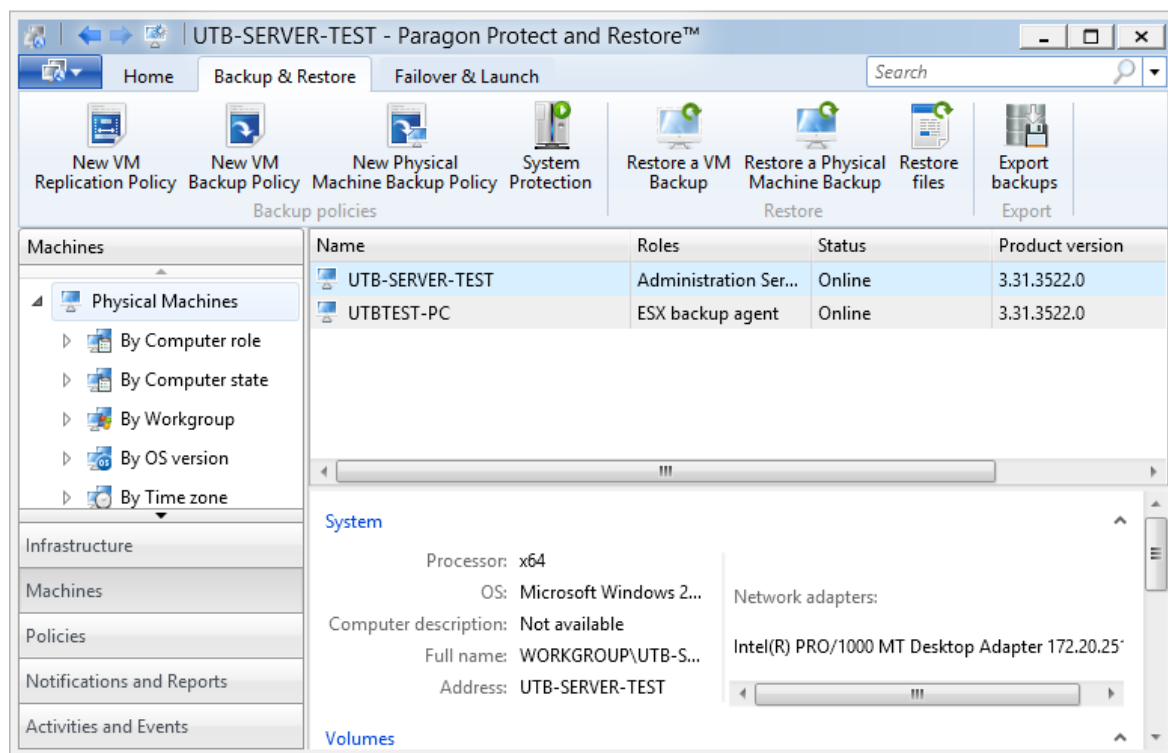 UTB-SERVER-TEST - Paragon Protect and Restore™
Home
Backup & Restore
Failover & Launch
Search
New VM
Replication Policy
New VM
Backup Policy
New Physical
Machine Backup Policy
System
Protection
Restore a VM
Backup
Restore a Physical
Machine Backup
Restore
files
Export
backups
Backup policies
Restore
Export
Machines
Physical Machines
By Computer role
By Computer state
By Workgroup
By OS version
By Time zone
Infrastructure
Machines
Policies
Notifications and Reports
Activities and Events
Name Roles Status Product version
UTB-SERVER-TEST Administration Ser... Online 3.31.3522.0
UTBTEST-PC ESX backup agent Online 3.31.3522.0
System
Processor: x64
OS: Microsoft Windows 2...
Computer description: Not available
Full name: WORKGROUP\UTB-S...
Address: UTB-SERVER-TEST
Network adapters:
Intel(R) PRO/1000 MT Desktop Adapter 172.20.25
Volumes